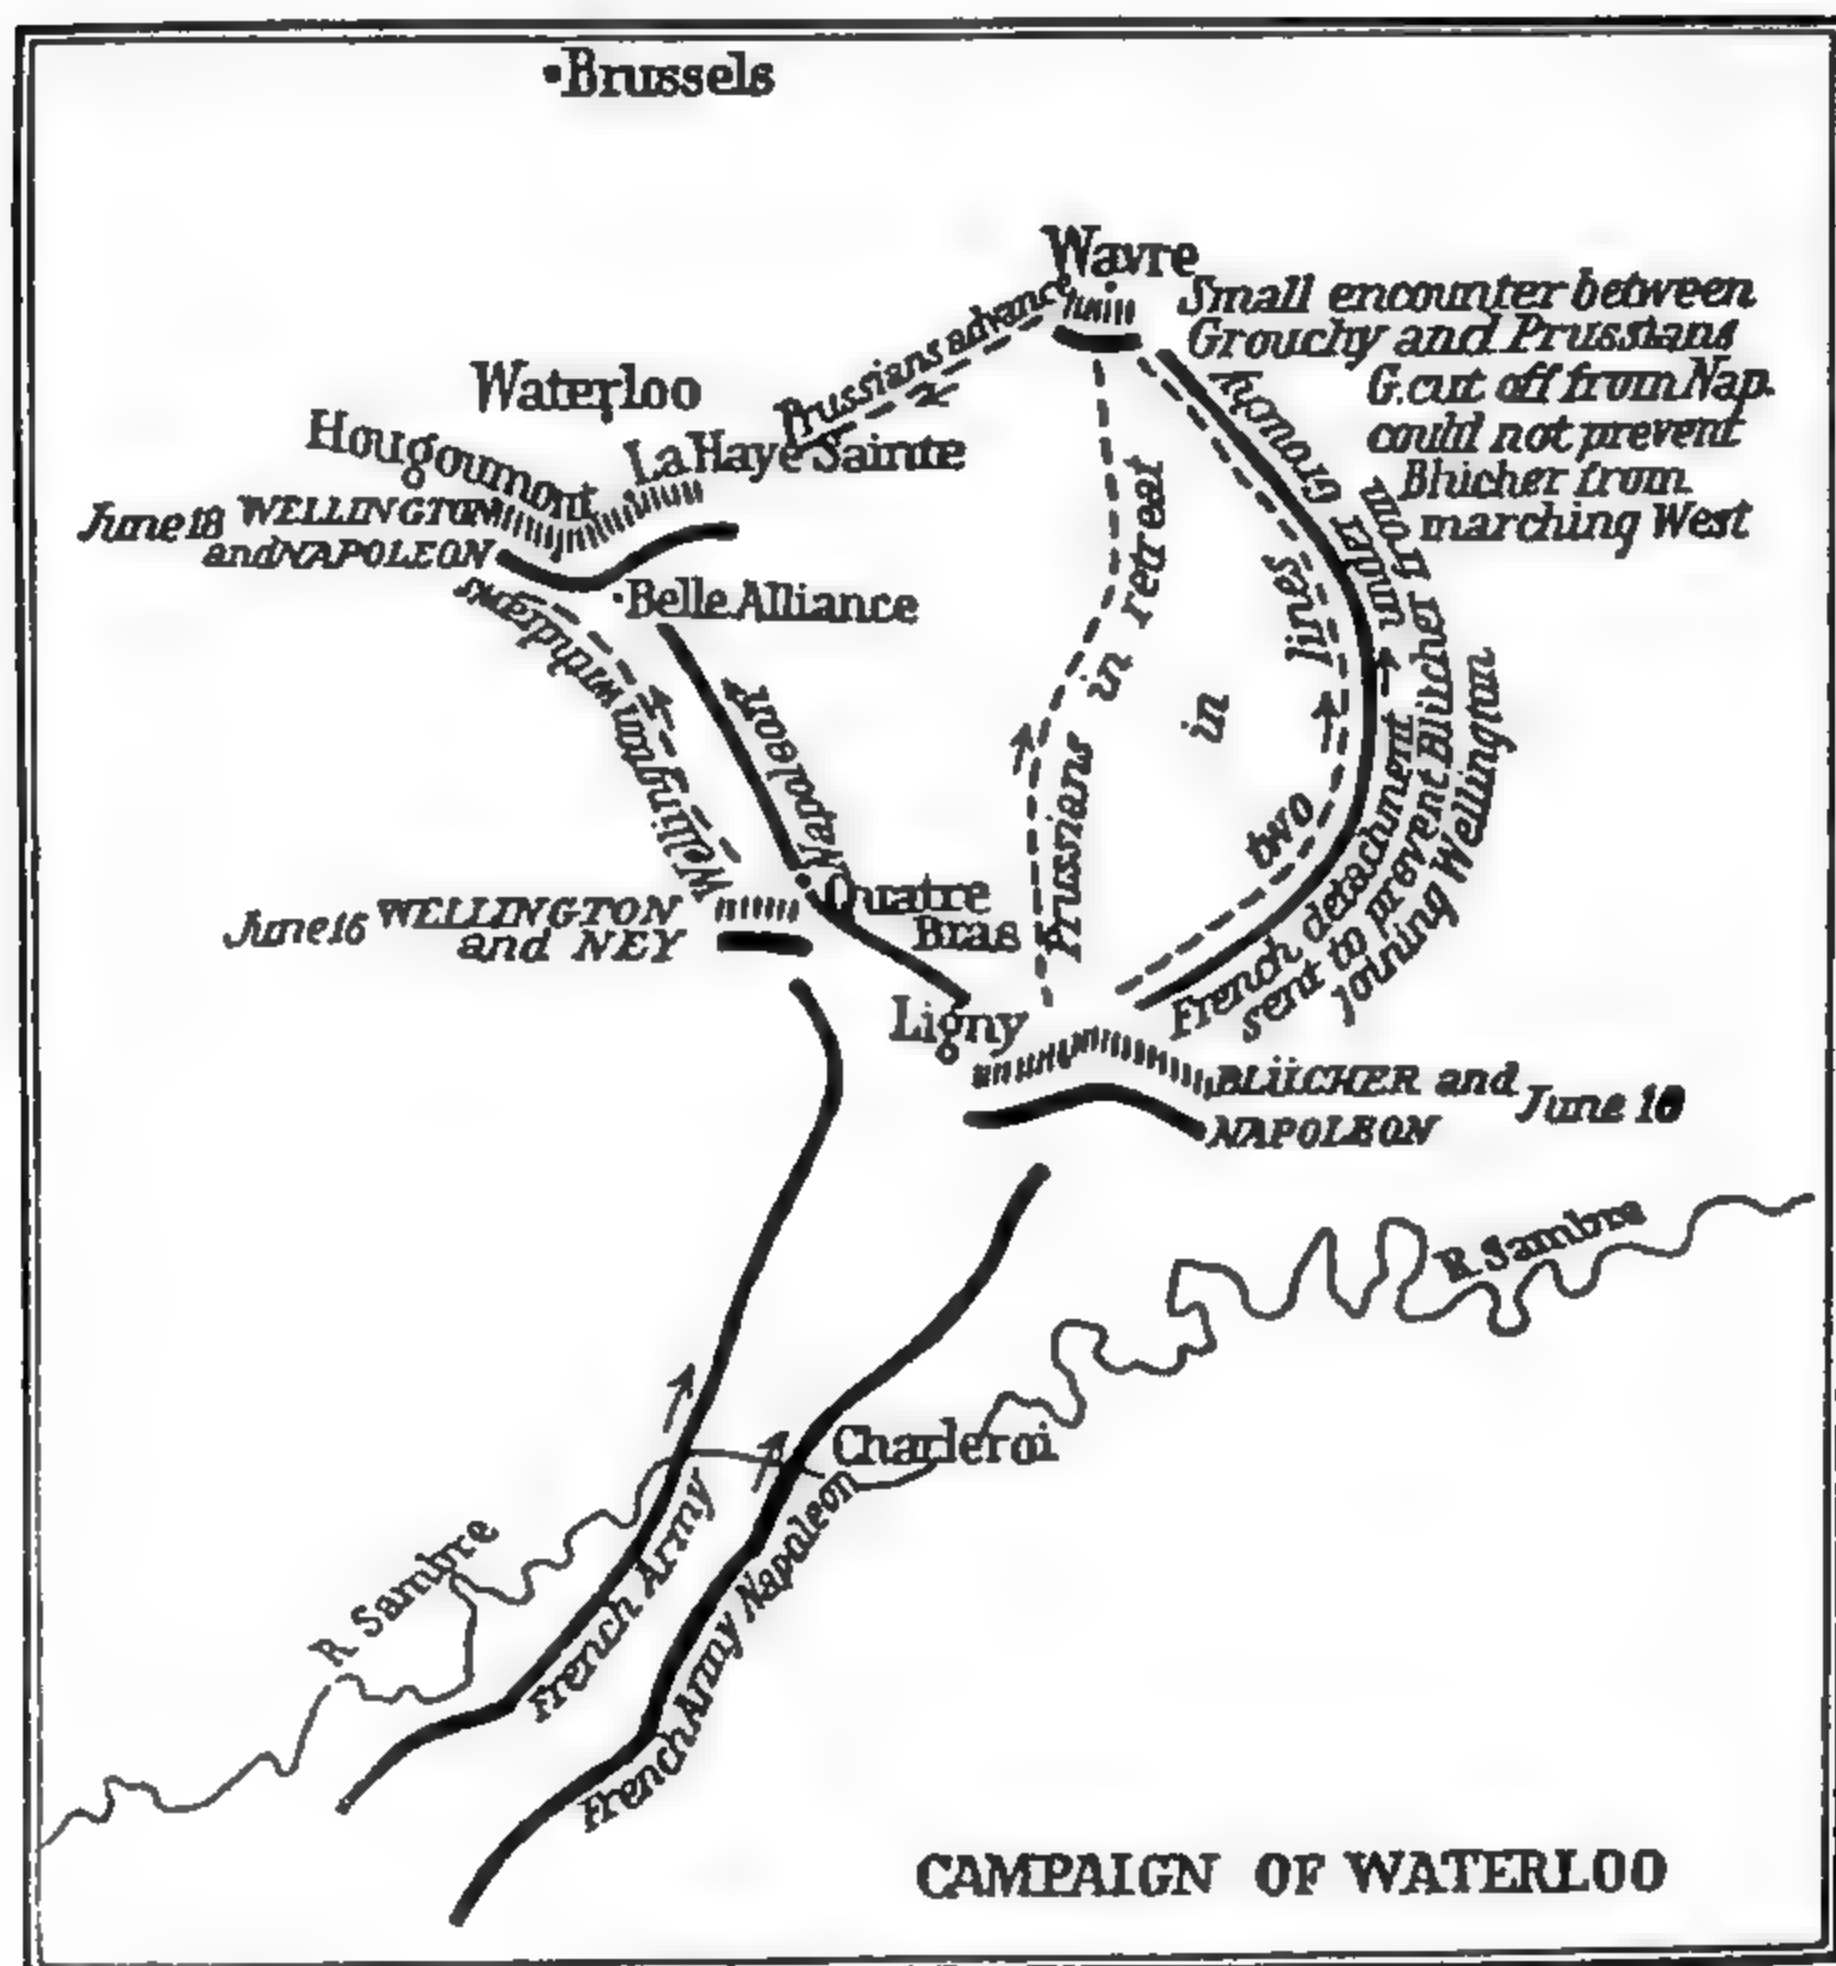 Brussels
Wavre
Small encounter between
Grouchy and Prussians
G. cut off from Nap.
could not prevent
Blücher from
marching West
Prussians advance
Waterloo
Hougoumont
La Haye Sainte
June 18 WELLINGTON
and NAPOLEON
Belle Alliance
Wellington withdraws
Napoleon
Prussians in retreat
in two lines
French detachment under Grouchy
sent to prevent Blücher from
joining Wellington
Quatre
Bras
June 16 WELLINGTON
and NEY
Ligny
BLÜCHER and
NAPOLEON
June 16
R. Sambre
Charleroi
R. Sambre
French Army
French Army Napoleon
CAMPAIGN OF WATERLOO